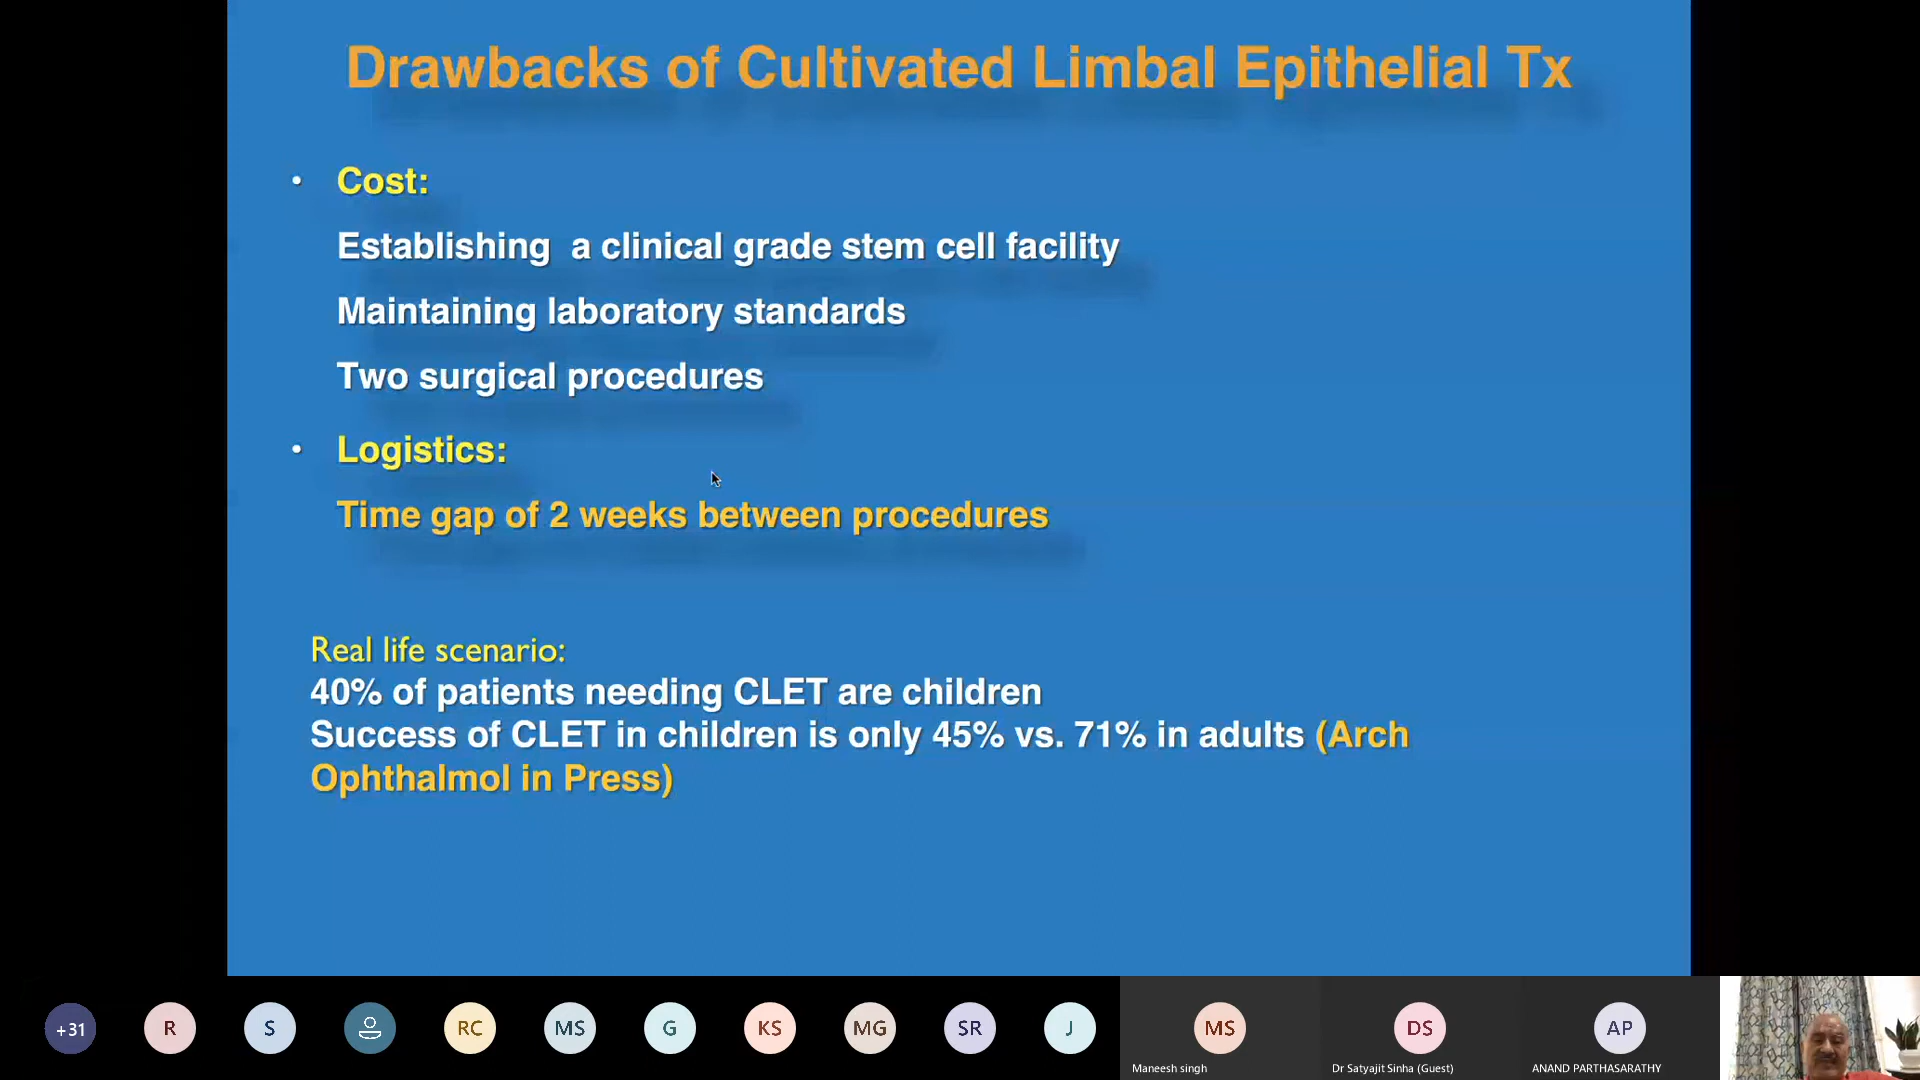 Drawbacks of Cultivated Limbal Epithelial Tx
• Cost:
Establishing a clinical grade stem cell facility
Maintaining laboratory standards
Two surgical procedures
• Logistics:
Time gap of 2 weeks between procedures
Real life scenario:
40% of patients needing CLET are children
Success of CLET in children is only 45% vs. 71% in adults (Arch
Ophthalmol in Press)
+31 R S RC MS G KS MG SR J MS DS AP
Maneesh singh Dr Satyajit Sinha (Guest) ANAND PARTHASARATHY